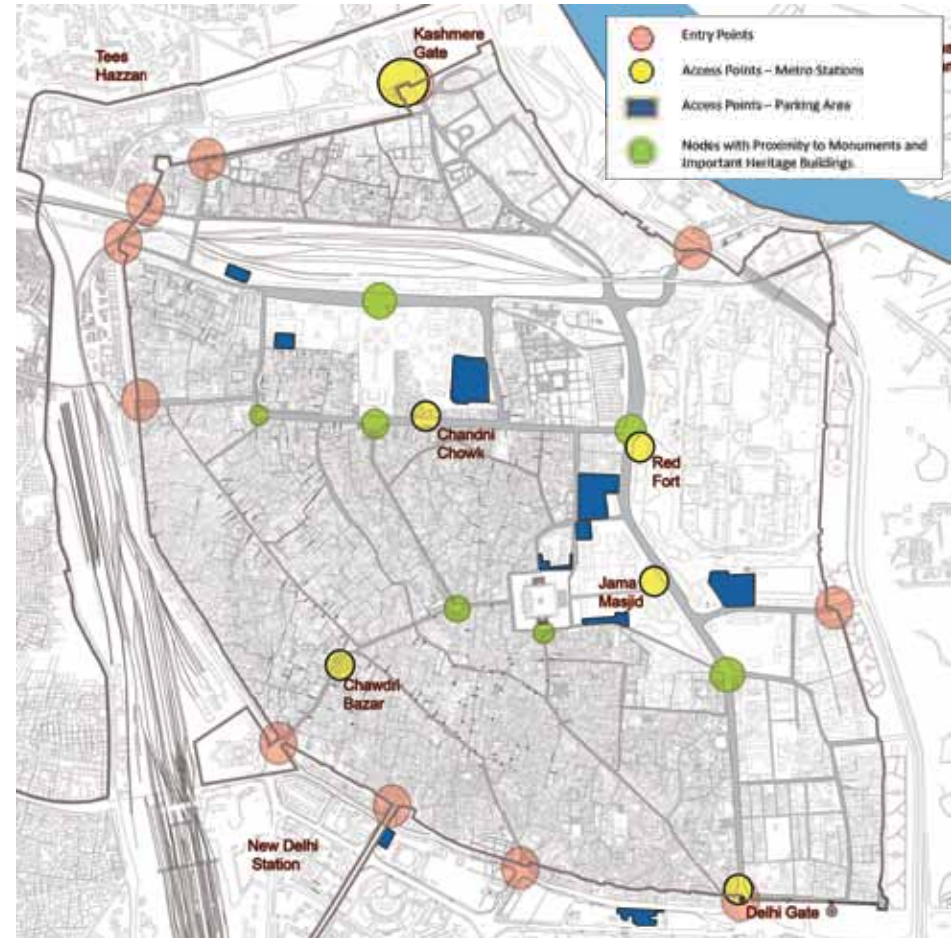 Tees
Hazzari
Kashmere
Gate
Entry Points
Access Points – Metro Stations
Access Points – Parking Area
Nodes with Proximity to Monuments and
Important Heritage Buildings
Chandni
Chowk
Red
Fort
Jama
Masjid
Chawdri
Bazar
New Delhi
Station
Delhi Gate